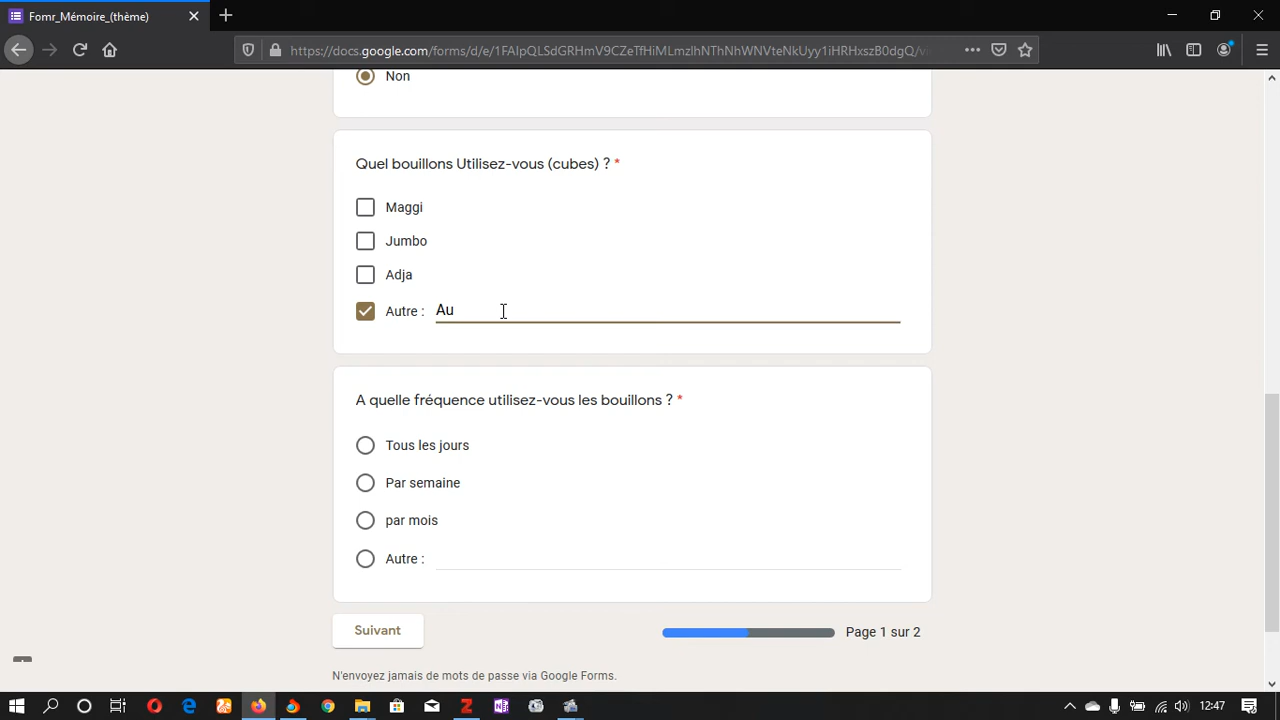 Fomr_Mémoire_(thème)
https://docs.google.com/forms/d/e/1FAIpQLSdGRHmV9CZeTfHiMLmzlhNThNhWNVteNkUyy1iHRHxszB0dgQ/vi
Non
Quel bouillons Utilisez-vous (cubes) ? *
Maggi
Jumbo
Adja
Autre : Au
A quelle fréquence utilisez-vous les bouillons ? *
Tous les jours
Par semaine
par mois
Autre :
Suivant
Page 1 sur 2
N'envoyez jamais de mots de passe via Google Forms.
12:47